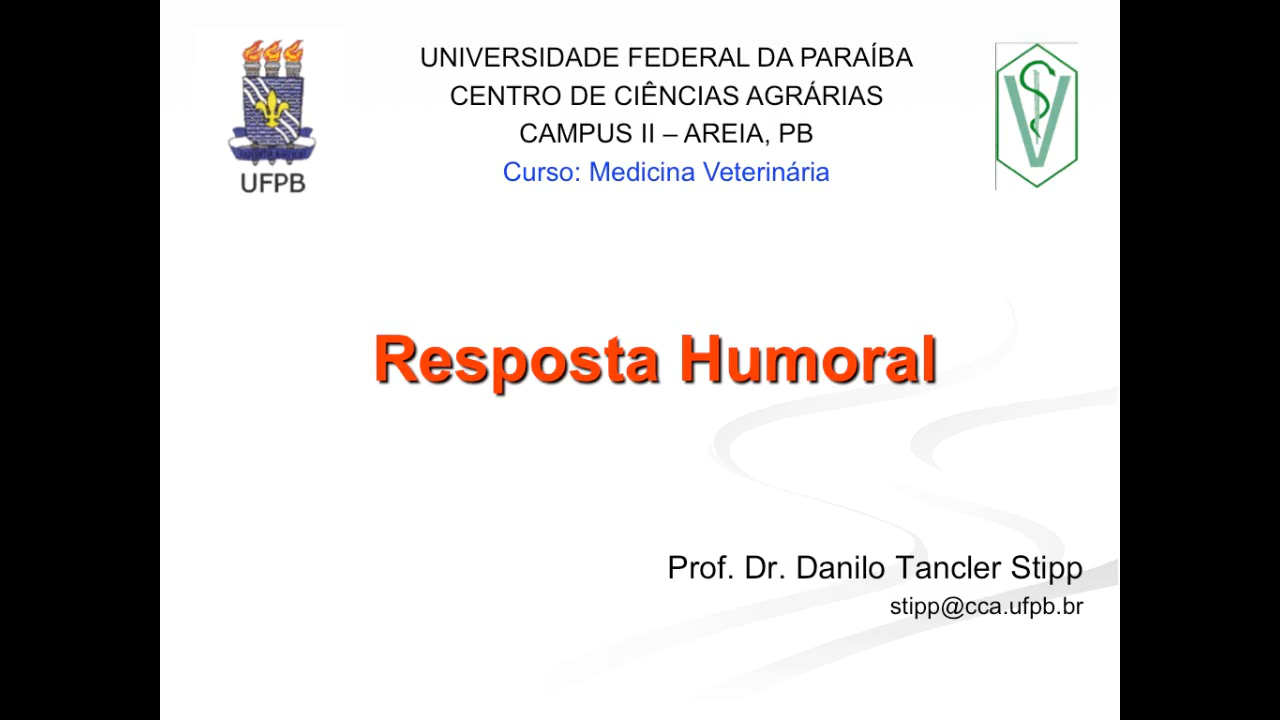 UNIVERSIDADE FEDERAL DA PARAÍBA
CENTRO DE CIÊNCIAS AGRÁRIAS
CAMPUS II – AREIA, PB
Curso: Medicina Veterinária
UFPB
Resposta Humoral
Prof. Dr. Danilo Tancler Stipp
stipp@cca.ufpb.br